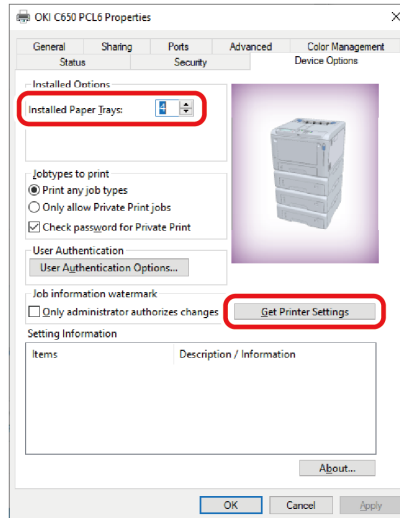 OKI C650 PCL6 Properties
General Sharing Ports Advanced Color Management
Status Security Device Options
Installed Options
Installed Paper Trays: 4
Jobtypes to print
Print any job types
Only allow Private Print jobs
Check password for Private Print
User Authentication
User Authentication Options...
Job information watermark
Only administrator authorizes changes Get Printer Settings
Setting Information
Items Description / Information
About...
OK Cancel Apply